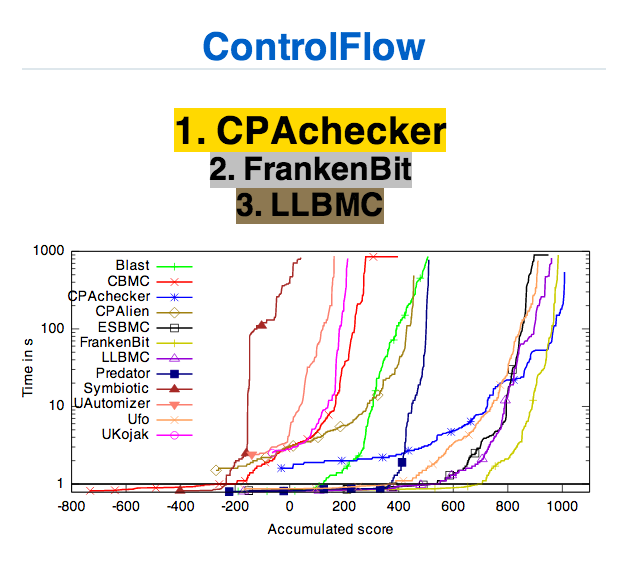 ControlFlow
1. CPAchecker
2. FrankenBit
3. LLBMC
1000
100
10
1
Time in s
Blast
CBMC
CPAchecker
CPAlien
ESBMC
FrankenBit
LLBMC
Predator
Symbiotic
UAutomizer
Ufo
UKojak
-800 -600 -400 -200 0 200 400 600 800 1000
Accumulated score